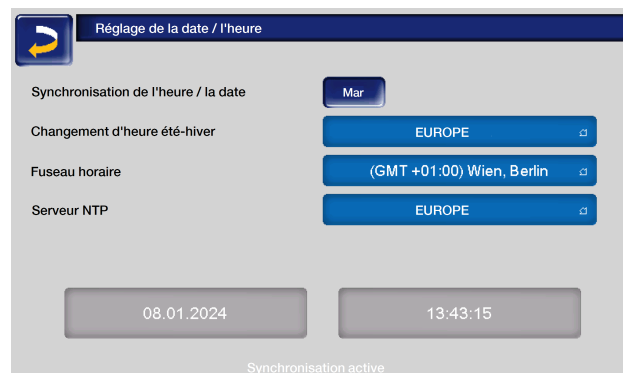 Réglage de la date / l'heure
Synchronisation de l'heure / la date
Mar
Changement d'heure été-hiver
EUROPE
Fuseau horaire
(GMT +01:00) Wien, Berlin
Serveur NTP
EUROPE
08.01.2024
13:43:15
Synchronisation active